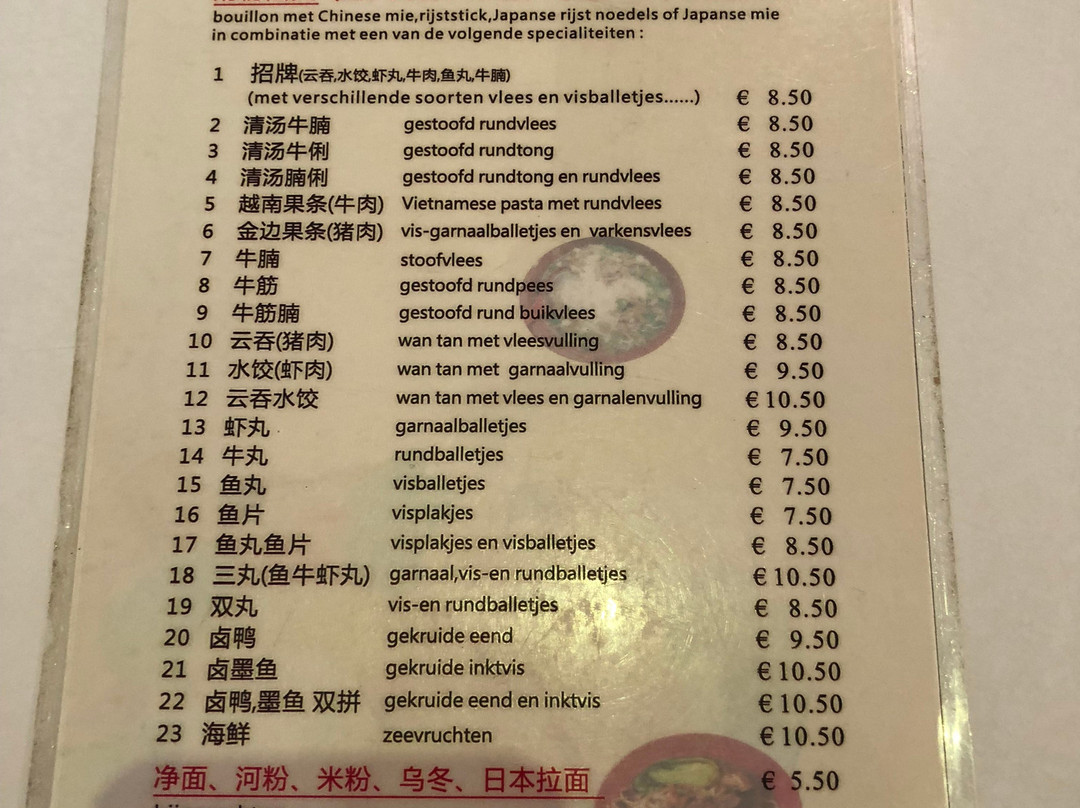 bouillon met Chinese mie,rijststick,Japanse rijst noedels of Japanse mie
in combinatie met een van de volgende specialiteiten :
1 招牌(云吞,水饺,虾丸,牛肉,鱼丸,牛腩)
(met verschillende soorten vlees en visballetjes......) € 8.50
2 清汤牛腩 gestoofd rundvlees € 8.50
3 清汤牛俐 gestoofd rundtong € 8.50
4 清汤腩俐 gestoofd rundtong en rundvlees € 8.50
5 越南果条(牛肉) Vietnamese pasta met rundvlees € 8.50
6 金边果条(猪肉) vis-garnaalballetjes en varkensvlees € 8.50
7 牛腩 stoofvlees € 8.50
8 牛筋 gestoofd rundpees € 8.50
9 牛筋腩 gestoofd rund buikvlees € 8.50
10 云吞(猪肉) wan tan met vleesvulling € 8.50
11 水饺(虾肉) wan tan met garnaalvulling € 9.50
12 云吞水饺 wan tan met vlees en garnalenvulling € 10.50
13 虾丸 garnaalballetjes € 9.50
14 牛丸 rundballetjes € 7.50
15 鱼丸 visballetjes € 7.50
16 鱼片 visplakjes € 7.50
17 鱼丸鱼片 visplakjes en visballetjes € 8.50
18 三丸(鱼牛虾丸) garnaal,vis-en rundballetjes € 10.50
19 双丸 vis-en rundballetjes € 8.50
20 卤鸭 gekruide eend € 9.50
21 卤墨鱼 gekruide inktvis € 10.50
22 卤鸭,墨鱼 双拼 gekruide eend en inktvis € 10.50
23 海鲜 zeevruchten € 10.50
净面、河粉、米粉、乌冬、日本拉面 € 5.50